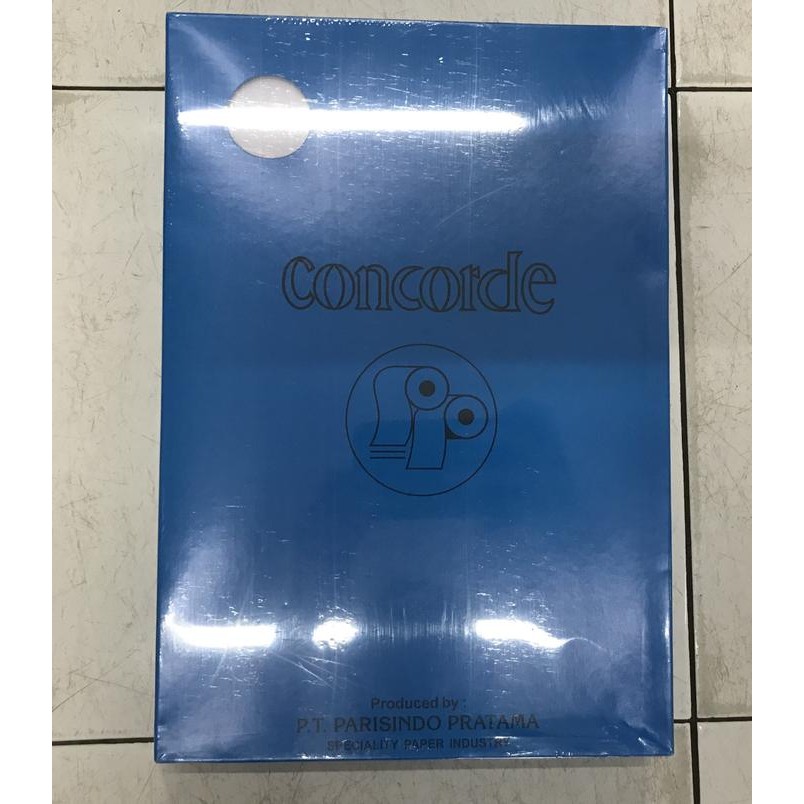 concorde
Produced by :
P.T. PARISINDO PRATAMA
SPECIALITY PAPER INDUSTRY